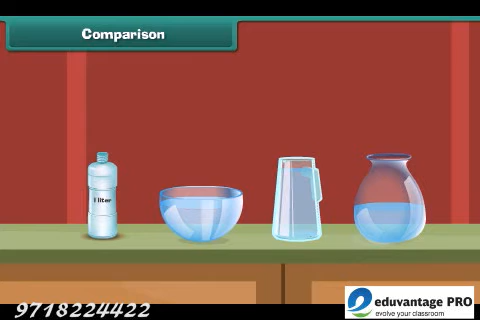 Comparison
1 liter
9718224422
eduvantage PRO
evolve your classroom